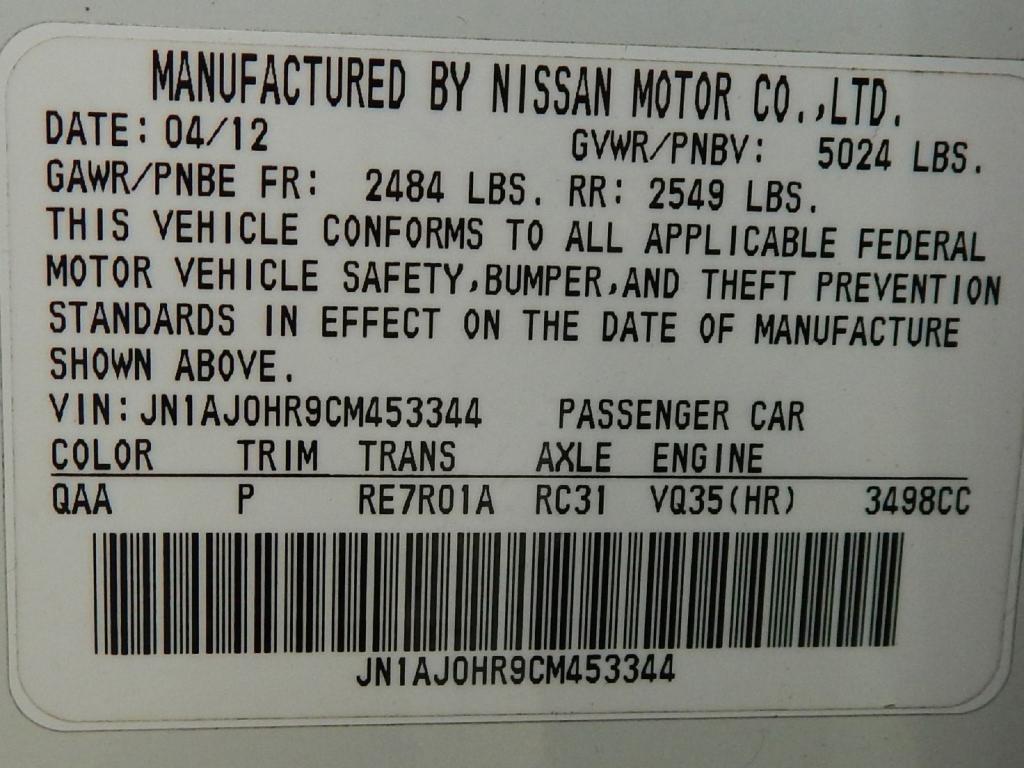 MANUFACTURED BY NISSAN MOTOR CO.,LTD.
DATE: 04/12 GVWR/PNBV: 5024 LBS.
GAWR/PNBE FR: 2484 LBS. RR: 2549 LBS.
THIS VEHICLE CONFORMS TO ALL APPLICABLE FEDERAL
MOTOR VEHICLE SAFETY,BUMPER,AND THEFT PREVENTION
STANDARDS IN EFFECT ON THE DATE OF MANUFACTURE
SHOWN ABOVE.
VIN:JN1AJ0HR9CM453344 PASSENGER CAR
COLOR TRIM TRANS AXLE ENGINE
QAA P RE7R01A RC31 VQ35(HR) 3498CC
JN1AJ0HR9CM453344